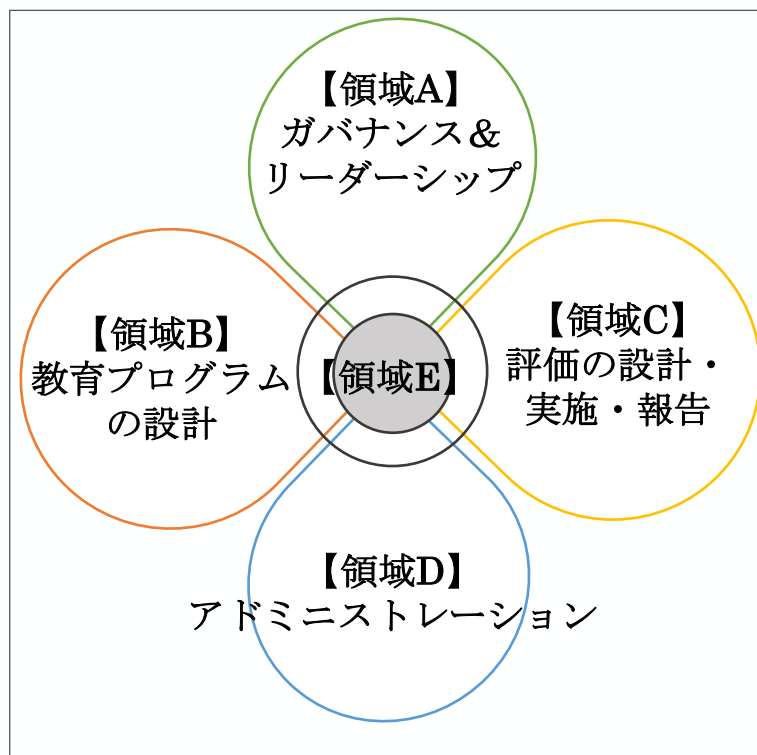 【領域A】
ガバナンス＆
リーダーシップ
【領域B】
教育プログラム
の設計
【領域E】
【領域C】
評価の設計・
実施・報告
【領域D】
アドミニストレーション